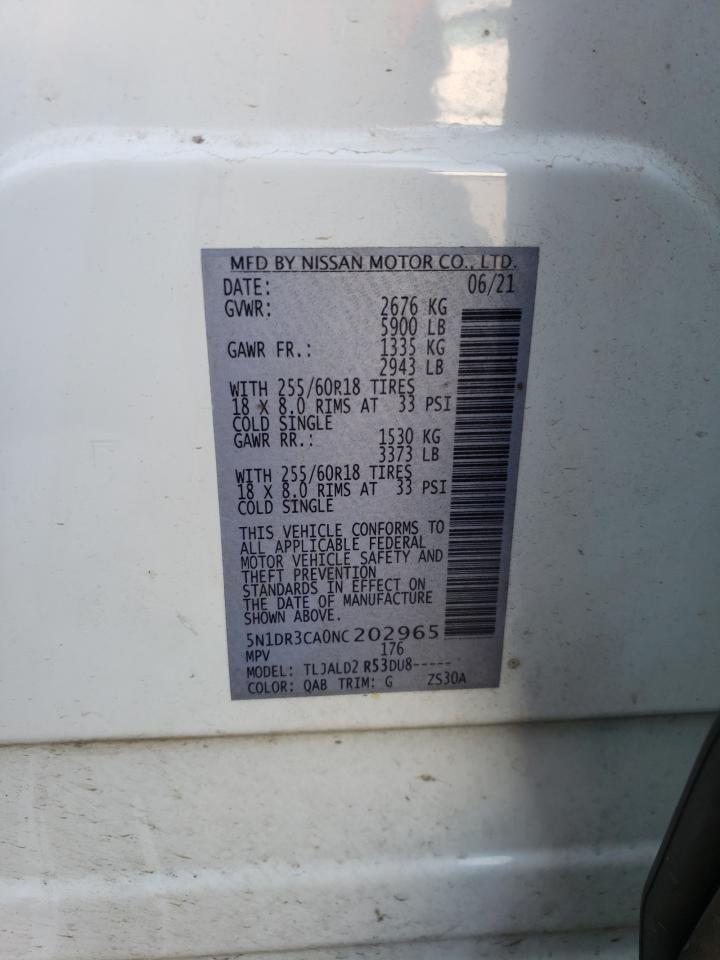 MFD BY NISSAN MOTOR CO., LTD.
DATE: 06/21
GVWR: 2676 KG
5900 LB
GAWR FR.: 1335 KG
2943 LB
WITH 255/60R18 TIRES
18 X 8.0 RIMS AT 33 PSI
COLD SINGLE
GAWR RR.: 1530 KG
3373 LB
WITH 255/60R18 TIRES
18 X 8.0 RIMS AT 33 PSI
COLD SINGLE
THIS VEHICLE CONFORMS TO
ALL APPLICABLE FEDERAL
MOTOR VEHICLE SAFETY AND
THEFT PREVENTION
STANDARDS IN EFFECT ON
THE DATE OF MANUFACTURE
SHOWN ABOVE.
5N1DR3CA0NC202965
MPV 176
MODEL: TLJALD2 R53DU8-----
COLOR: QAB TRIM: G ZS30A